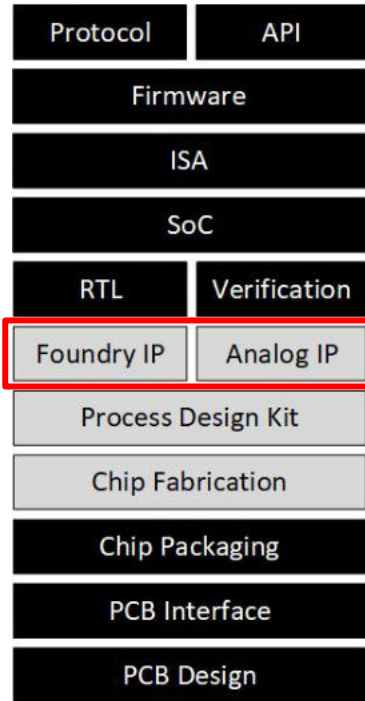 Protocol API
Firmware
ISA
SoC
RTL Verification
Foundry IP Analog IP
Process Design Kit
Chip Fabrication
Chip Packaging
PCB Interface
PCB Design